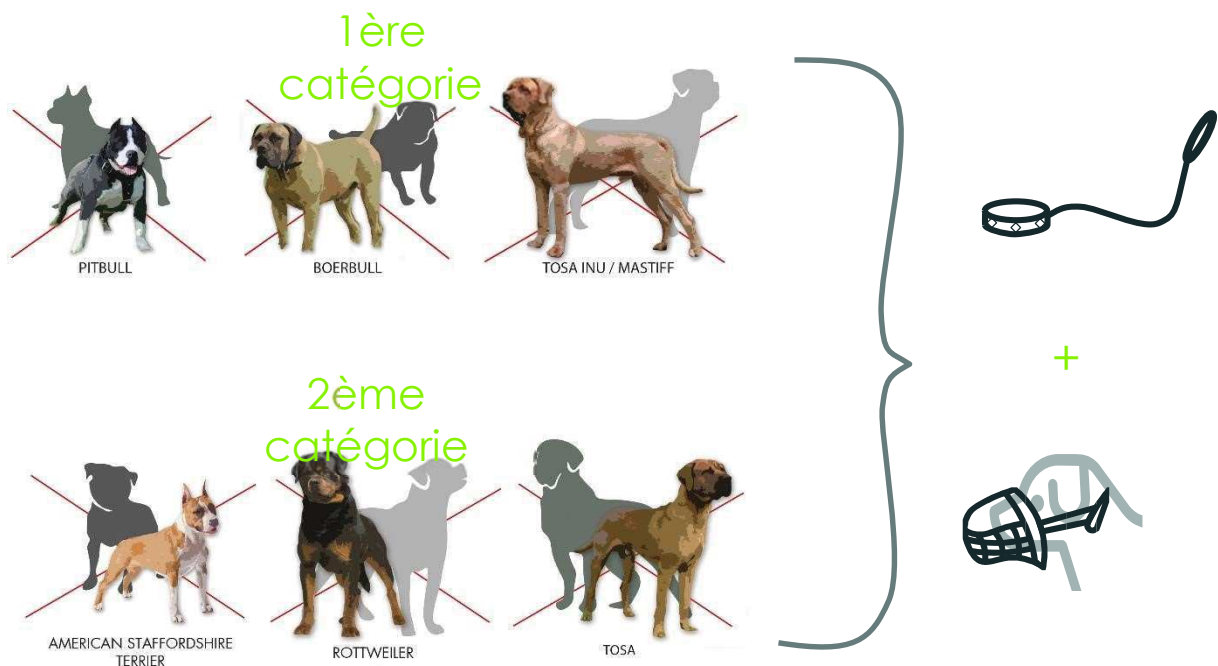 1ère
catégorie
PITBULL
BOERBULL
TOSA INU / MASTIFF
+
2ème
catégorie
AMERICAN STAFFORDSHIRE
TERRIER
ROTTWEILER
TOSA